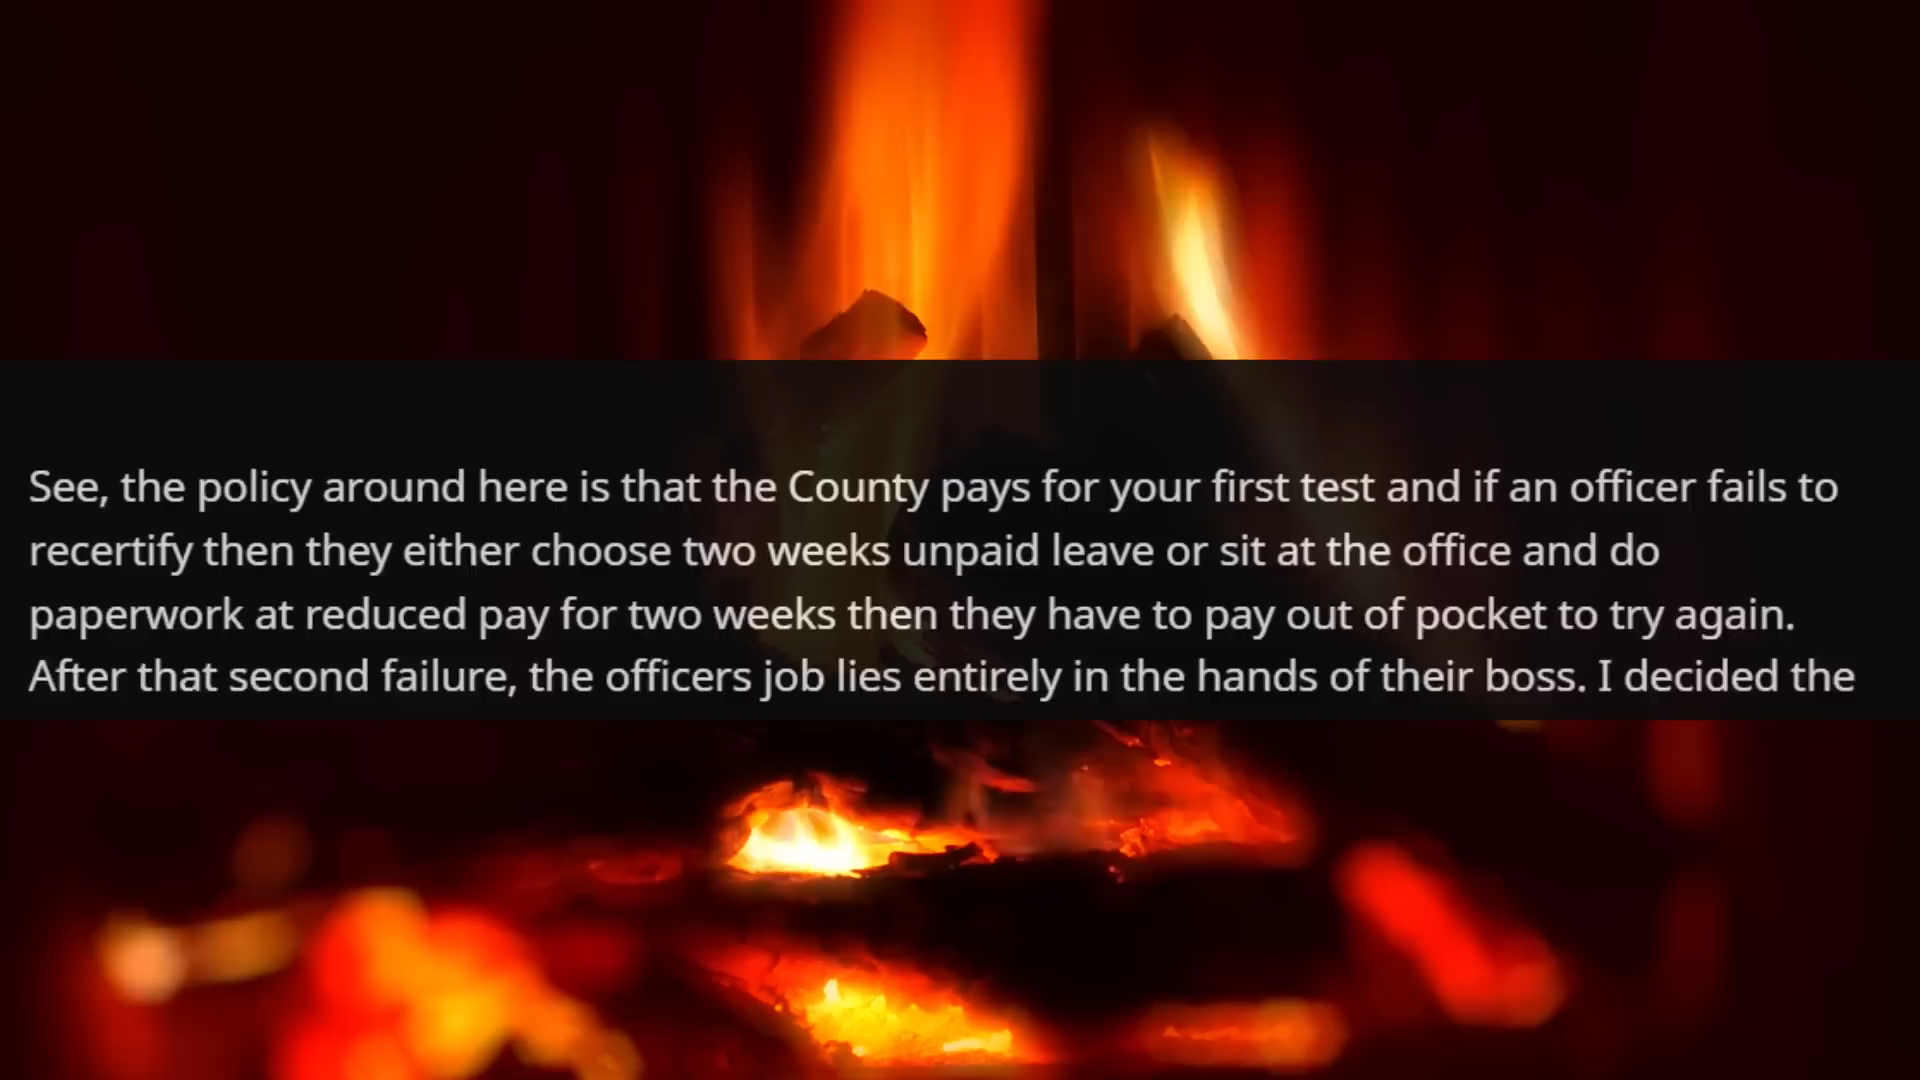 See, the policy around here is that the County pays for your first test and if an officer fails to
recertify then they either choose two weeks unpaid leave or sit at the office and do
paperwork at reduced pay for two weeks then they have to pay out of pocket to try again.
After that second failure, the officers job lies entirely in the hands of their boss. I decided the